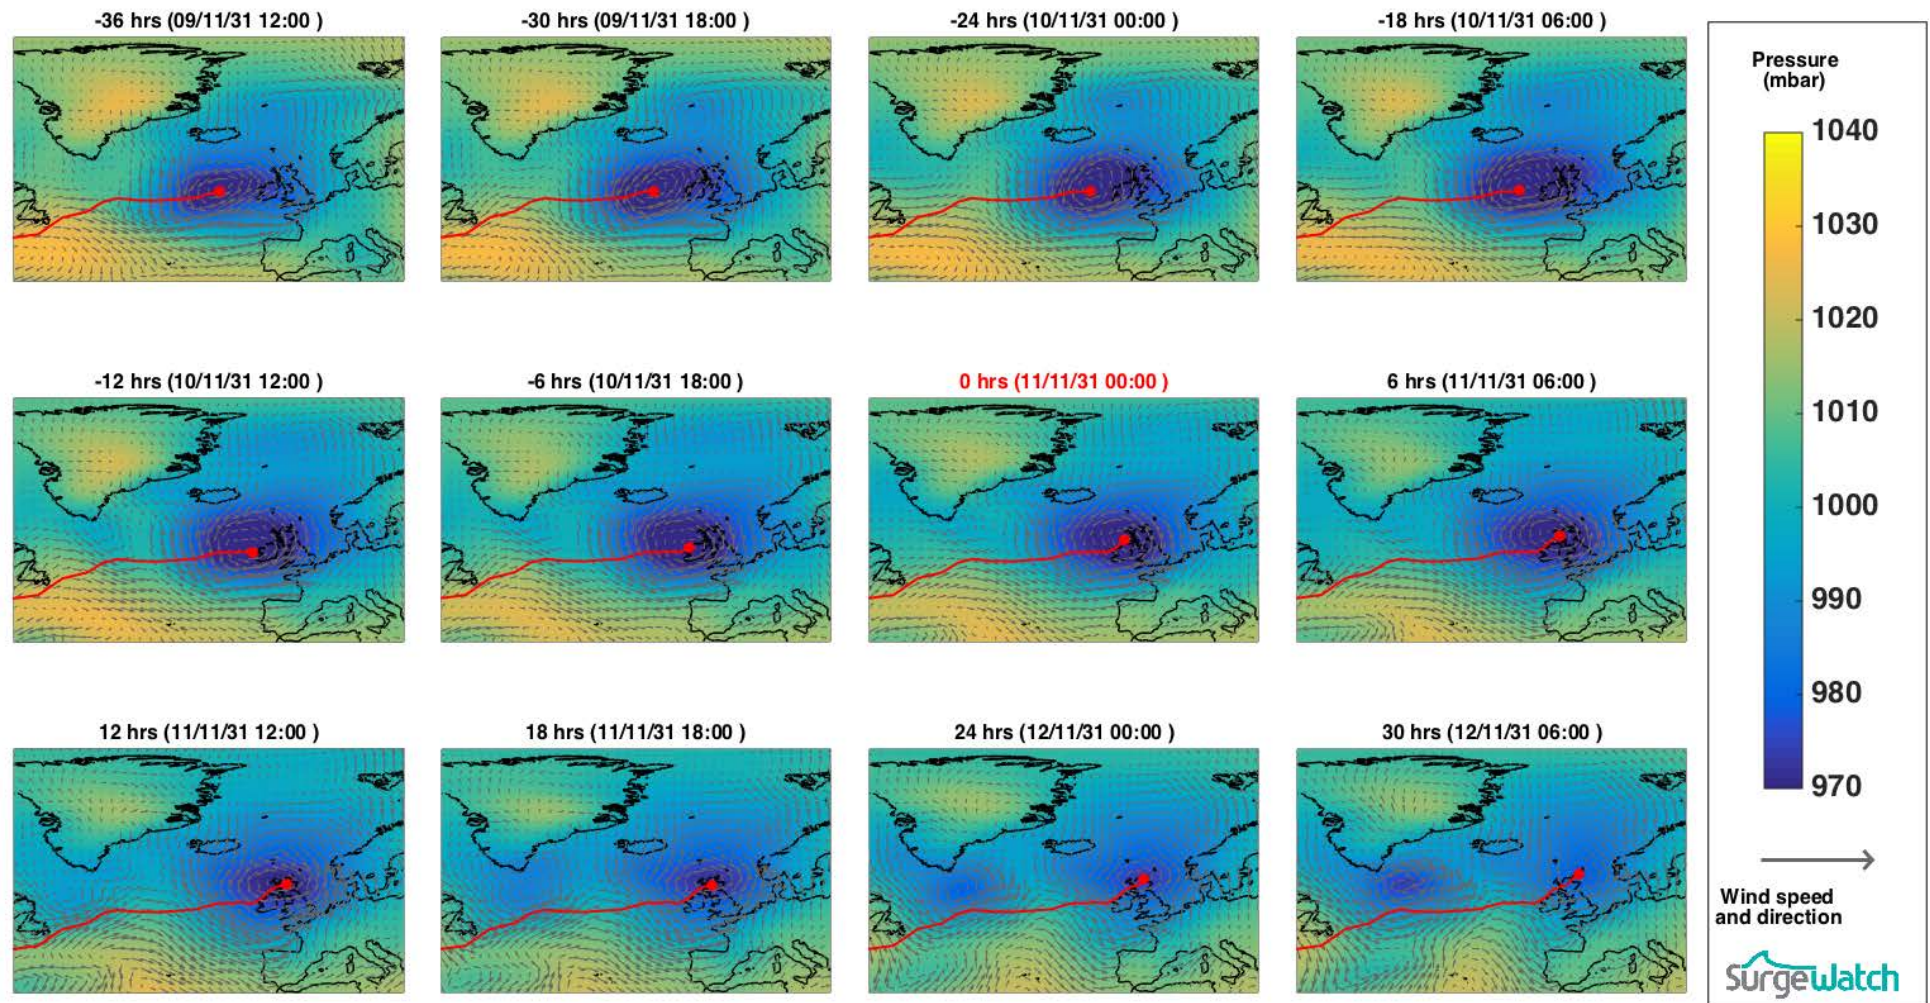 -36 hrs (09/11/31 12:00 )
-30 hrs (09/11/31 18:00 )
-24 hrs (10/11/31 00:00 )
-18 hrs (10/11/31 06:00 )
Pressure
(mbar)
1040
1030
1020
1010
1000
990
980
970
Wind speed
and direction
SurgeWatch
-12 hrs (10/11/31 12:00 )
-6 hrs (10/11/31 18:00 )
0 hrs (11/11/31 00:00 )
6 hrs (11/11/31 06:00 )
12 hrs (11/11/31 12:00 )
18 hrs (11/11/31 18:00 )
24 hrs (12/11/31 00:00 )
30 hrs (12/11/31 06:00 )